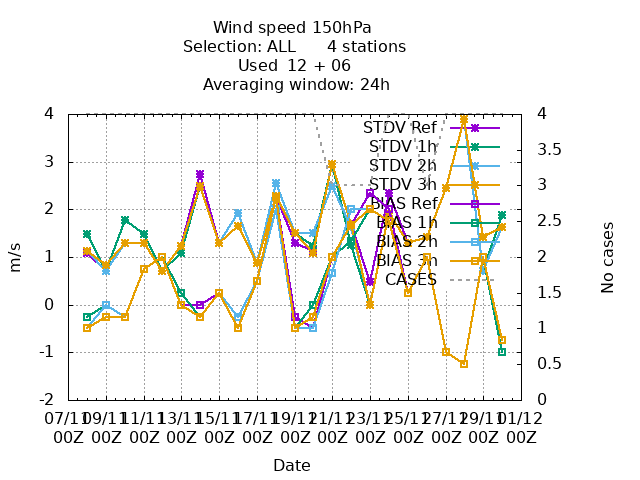 Wind speed 150hPa
Selection: ALL      4 stations
Used  12 + 06
Averaging window: 24h
4
3
2
1
0
-1
-2
m/s
4
3.5
3
2.5
2
1.5
1
0.5
0
No cases
STDV Ref
STDV 1h
STDV 2h
STDV 3h
BIAS Ref
BIAS 1h
BIAS 2h
BIAS 3h
CASES
07/11 09/11 11/11 13/11 15/11 17/11 19/11 21/11 23/11 25/11 27/11 29/11 01/12
00Z 00Z 00Z 00Z 00Z 00Z 00Z 00Z 00Z 00Z 00Z 00Z 00Z
Date